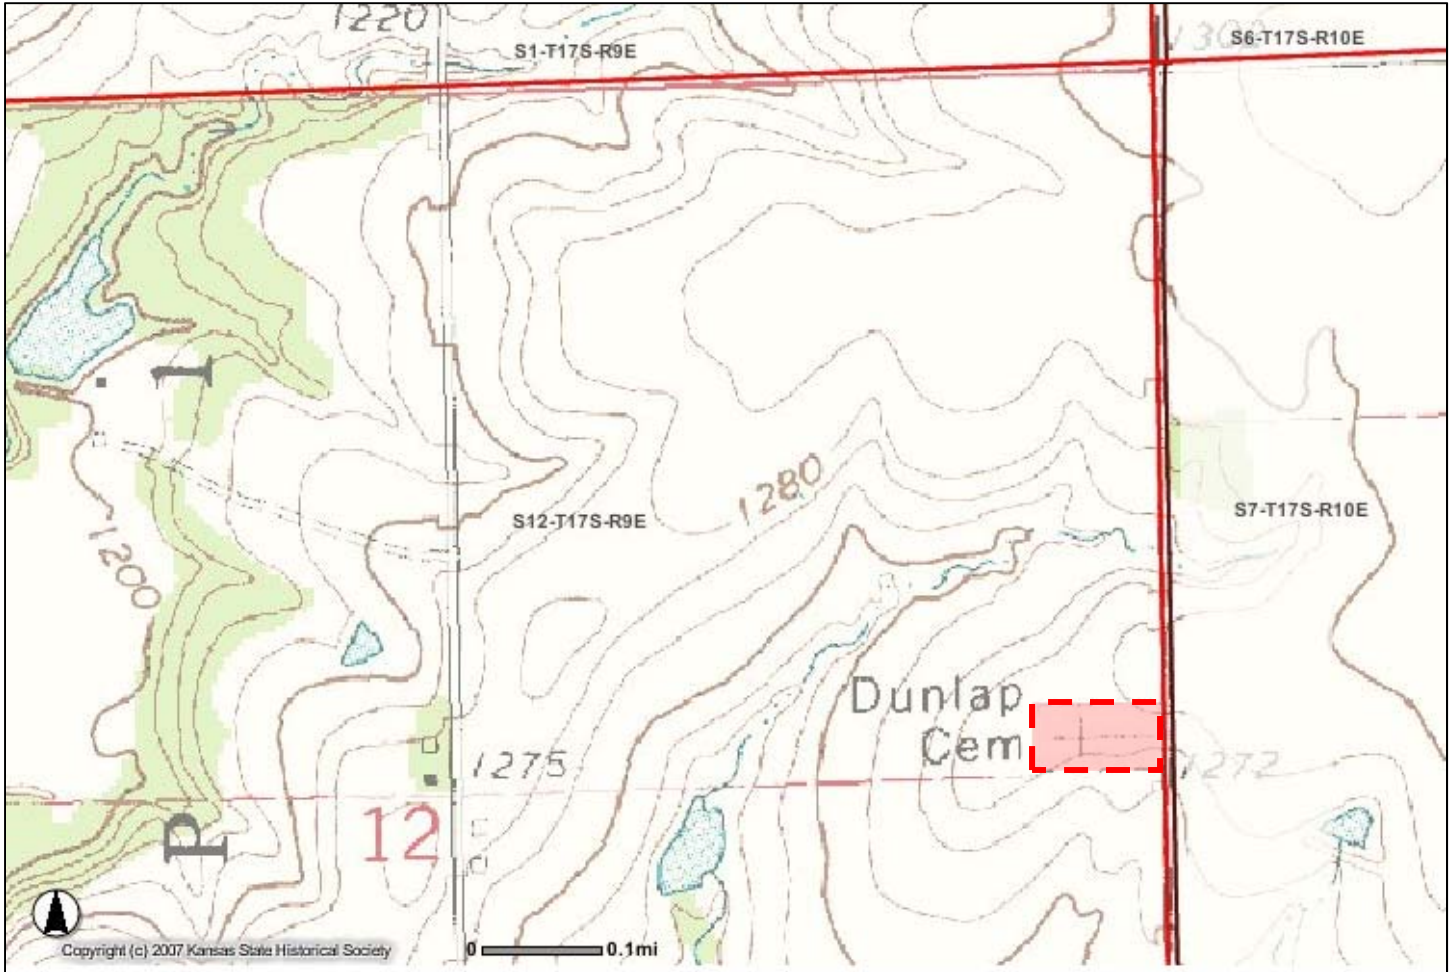 1220
S1-T17S-R9E
1300
S6-T17S-R10E
l
1280
S12-T17S-R9E
S7-T17S-R10E
1200
Dunlap
Cem
1275
1272
P
12
Copyright (c) 2007 Kansas State Historical Society
0 0.1mi